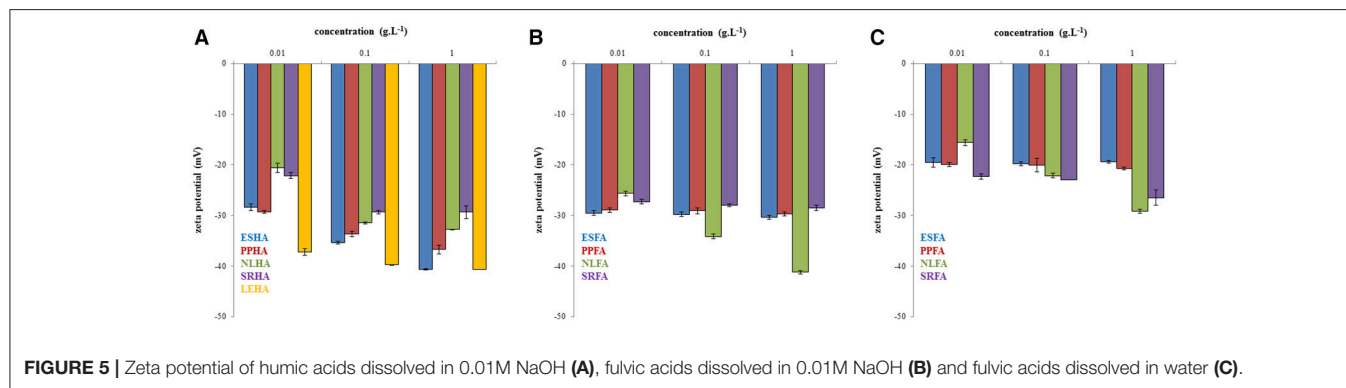 A
concentration (g.L-1)
0.01 0.1 1
0
-10
-20
-30
-40
-50
zeta potential (mV)
ESHA
PPHA
NLHA
SRHA
LEHA
B
concentration (g.L-1)
0.01 0.1 1
0
-10
-20
-30
-40
-50
zeta potential (mV)
ESFA
PPFA
NLFA
SRFA
C
concentration (g.L-1)
0.01 0.1 1
0
-10
-20
-30
-40
-50
zeta potential (mV)
ESFA
PPFA
NLFA
SRFA
FIGURE 5 | Zeta potential of humic acids dissolved in 0.01M NaOH (A), fulvic acids dissolved in 0.01M NaOH (B) and fulvic acids dissolved in water (C).